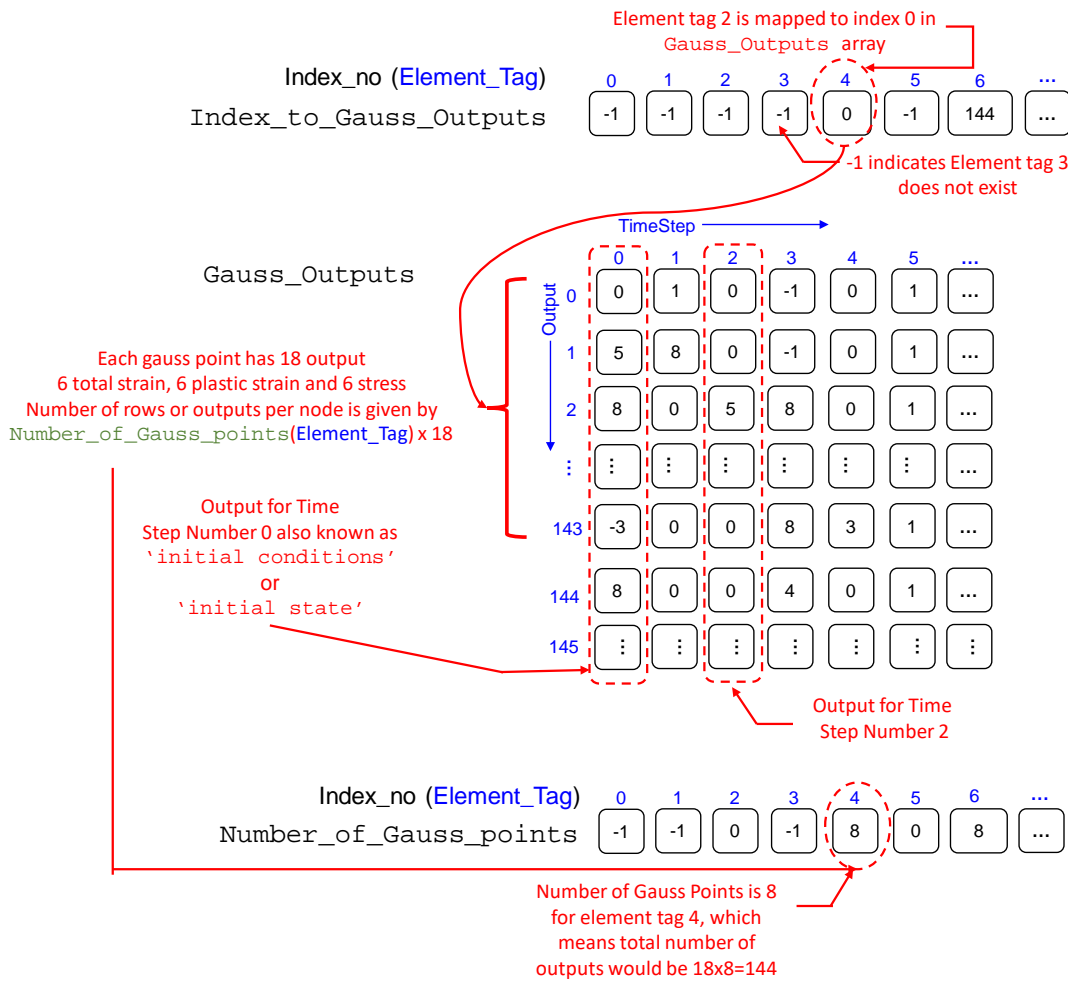 Element tag 2 is mapped to index 0 in
Gauss_Outputs array
Index_no (Element_Tag)
0 1 2 3 4 5 6 ...
Index_to_Gauss_Outputs
-1 -1 -1 -1 0 -1 144 ...
-1 indicates Element tag 3
does not exist
TimeStep
Gauss_Outputs
0 1 2 3 4 5 ...
Output
0 0 1 0 -1 0 1 ...
1 5 8 0 -1 0 1 ...
2 8 0 5 8 0 1 ...
⋮ ⋮ ⋮ ⋮ ⋮ ⋮ ⋮ ...
143 -3 0 0 8 3 1 ...
144 8 0 0 4 0 1 ...
145 ⋮ ⋮ ⋮ ⋮ ⋮ ⋮ ⋮
Each gauss point has 18 output
6 total strain, 6 plastic strain and 6 stress
Number of rows or outputs per node is given by
Number_of_Gauss_points(Element_Tag) x 18
Output for Time
Step Number 0 also known as
‘initial conditions’
or
‘initial state’
Output for Time
Step Number 2
Index_no (Element_Tag)
0 1 2 3 4 5 6 ...
Number_of_Gauss_points
-1 -1 0 -1 8 0 8 ...
Number of Gauss Points is 8
for element tag 4, which
means total number of
outputs would be 18x8=144